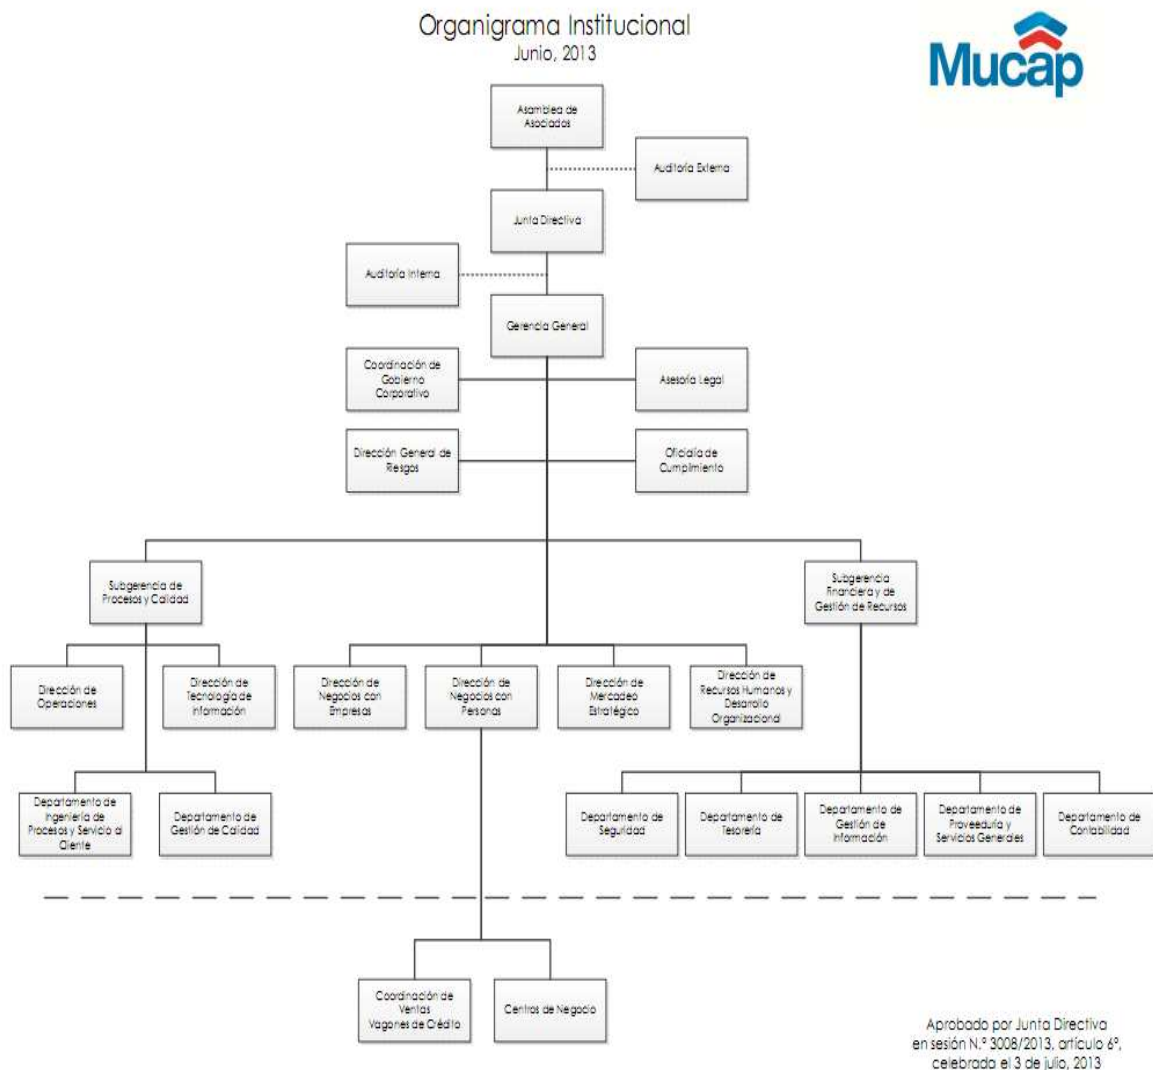 Organigrama Institucional
Junio, 2013
Mucap
Asamblea de
Asociados
Auditoría Externa
Junta Directiva
Auditoría Interna
Gerencia General
Coordinación de
Gobierno
Corporativo
Asesoría Legal
Dirección General de
Riesgos
Oficialía de
Cumplimiento
Subgerencia de
Procesos y Calidad
Subgerencia
Financiera y de
Gestión de Recursos
Dirección de
Operaciones
Dirección de
Tecnología de
Información
Dirección de
Negocios con
Empresas
Dirección de
Negocios con
Personas
Dirección de
Mercadeo
Estratégico
Dirección de
Recursos Humanos y
Desarrollo
Organizacional
Departamento de
Ingeniería de
Procesos y Servicio al
Cliente
Departamento de
Gestión de Calidad
Departamento de
Seguridad
Departamento de
Tesorería
Departamento de
Gestión de
Información
Departamento de
Proveeduría y
Servicios Generales
Departamento de
Contabilidad
Coordinación de
Ventas
Vagones de Crédito
Centros de Negocio
Aprobado por Junta Directiva
en sesión N.º 3008/2013, artículo 6º,
celebrada el 3 de julio, 2013